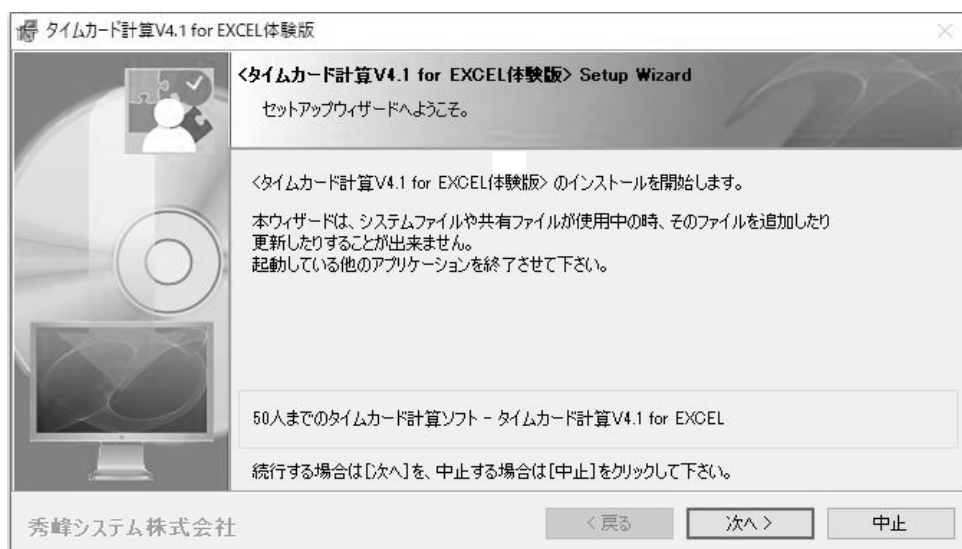 タイムカード計算V4.1 for EXCEL体験版
<タイムカード計算V4.1 for EXCEL体験版> Setup Wizard
セットアップウィザードへようこそ。
<タイムカード計算V4.1 for EXCEL体験版> のインストールを開始します。
本ウィザードは、システムファイルや共有ファイルが使用中の時、そのファイルを追加したり
更新したりすることが出来ません。
起動している他のアプリケーションを終了させて下さい。
50人までのタイムカード計算ソフト - タイムカード計算V4.1 for EXCEL
続行する場合は[次へ]を、中止する場合は[中止]をクリックして下さい。
秀峰システム株式会社
< 戻る
次へ >
中止